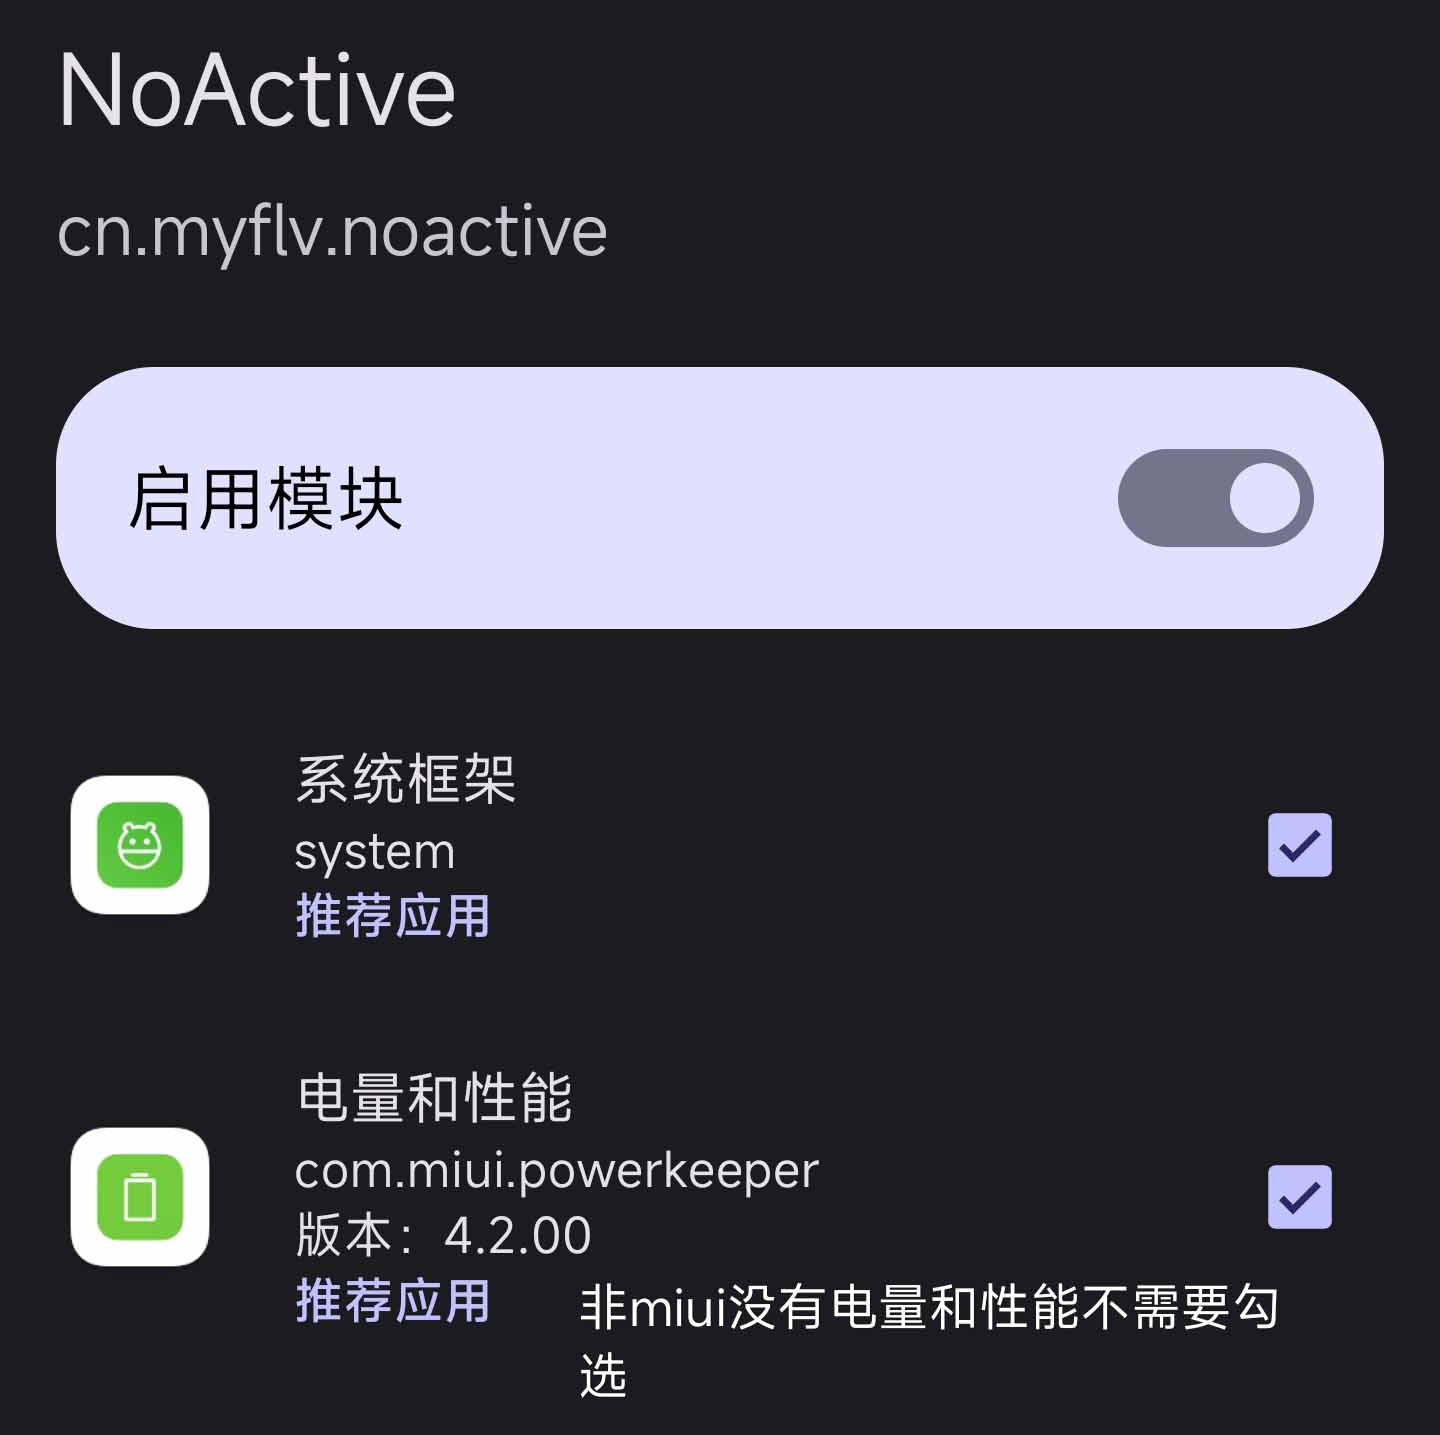 NoActive
cn.myflv.noactive
启用模块
系统框架
system
推荐应用
电量和性能
com.miui.powerkeeper
版本：4.2.00
推荐应用
非miui没有电量和性能不需要勾
选